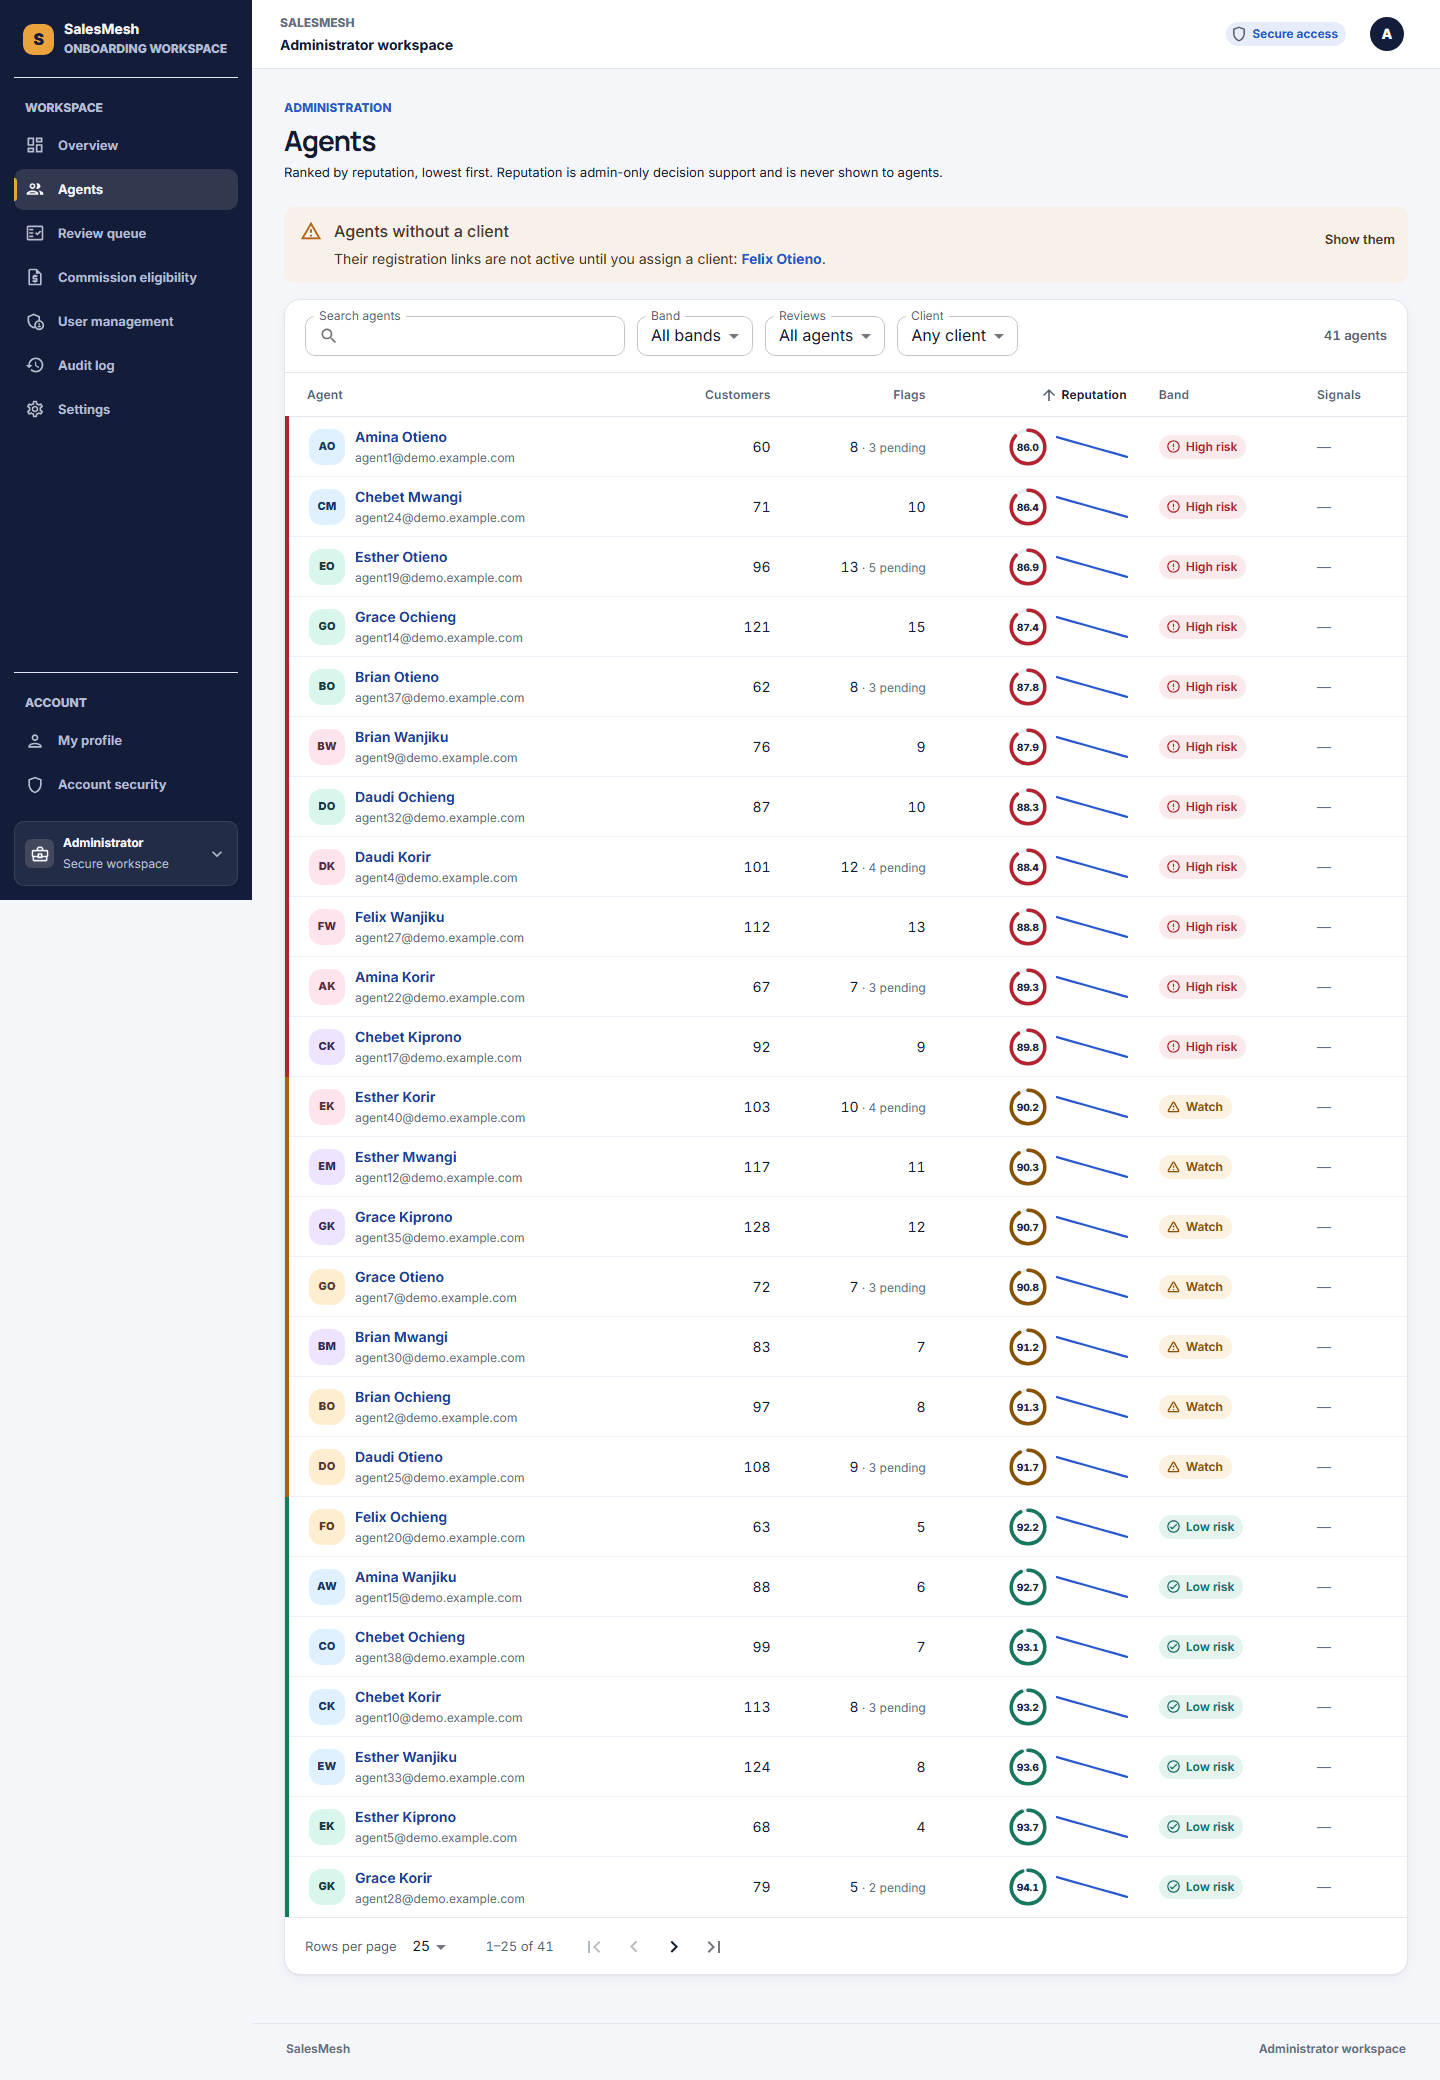 S
SalesMesh
ONBOARDING WORKSPACE
WORKSPACE
Overview
Agents
Review queue
Commission eligibility
User management
Audit log
Settings
ACCOUNT
My profile
Account security
Administrator
Secure workspace
SALESMESH
Administrator workspace
Secure access
A
ADMINISTRATION
Agents
Ranked by reputation, lowest first. Reputation is admin-only decision support and is never shown to agents.
Agents without a client
Their registration links are not active until you assign a client: Felix Otieno.
Show them
Search agents
Band
All bands
Reviews
All agents
Client
Any client
41 agents
Agent Customers Flags Reputation Band Signals
AO Amina Otieno 60 8 · 3 pending 86.0 High risk —
agent1@demo.example.com
CM Chebet Mwangi 71 10 86.4 High risk —
agent24@demo.example.com
EO Esther Otieno 96 13 · 5 pending 86.9 High risk —
agent19@demo.example.com
GO Grace Ochieng 121 15 87.4 High risk —
agent14@demo.example.com
BO Brian Otieno 62 8 · 3 pending 87.8 High risk —
agent37@demo.example.com
BW Brian Wanjiku 76 9 87.9 High risk —
agent9@demo.example.com
DO Daudi Ochieng 87 10 88.3 High risk —
agent32@demo.example.com
DK Daudi Korir 101 12 · 4 pending 88.4 High risk —
agent4@demo.example.com
FW Felix Wanjiku 112 13 88.8 High risk —
agent27@demo.example.com
AK Amina Korir 67 7 · 3 pending 89.3 High risk —
agent22@demo.example.com
CK Chebet Kiprono 92 9 89.8 High risk —
agent17@demo.example.com
EK Esther Korir 103 10 · 4 pending 90.2 Watch —
agent40@demo.example.com
EM Esther Mwangi 117 11 90.3 Watch —
agent12@demo.example.com
GK Grace Kiprono 128 12 90.7 Watch —
agent35@demo.example.com
GO Grace Otieno 72 7 · 3 pending 90.8 Watch —
agent7@demo.example.com
BM Brian Mwangi 83 7 91.2 Watch —
agent30@demo.example.com
BO Brian Ochieng 97 8 91.3 Watch —
agent2@demo.example.com
DO Daudi Otieno 108 9 · 3 pending 91.7 Watch —
agent25@demo.example.com
FO Felix Ochieng 63 5 92.2 Low risk —
agent20@demo.example.com
AW Amina Wanjiku 88 6 92.7 Low risk —
agent15@demo.example.com
CO Chebet Ochieng 99 7 93.1 Low risk —
agent38@demo.example.com
CK Chebet Korir 113 8 · 3 pending 93.2 Low risk —
agent10@demo.example.com
EW Esther Wanjiku 124 8 93.6 Low risk —
agent33@demo.example.com
EK Esther Kiprono 68 4 93.7 Low risk —
agent5@demo.example.com
GK Grace Korir 79 5 · 2 pending 94.1 Low risk —
agent28@demo.example.com
Rows per page 25 1–25 of 41
SalesMesh
Administrator workspace